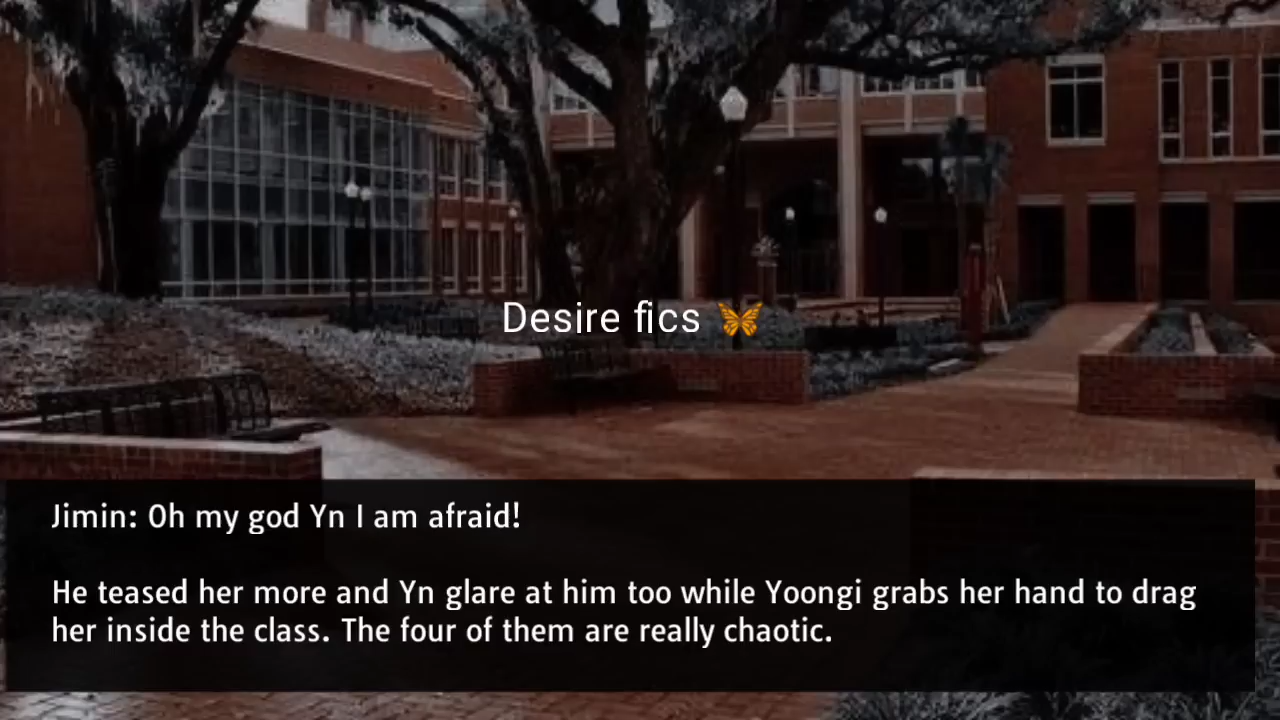 Desire fics 🦋
Jimin: Oh my god Yn I am afraid!
He teased her more and Yn glare at him too while Yoongi grabs her hand to drag
her inside the class. The four of them are really chaotic.